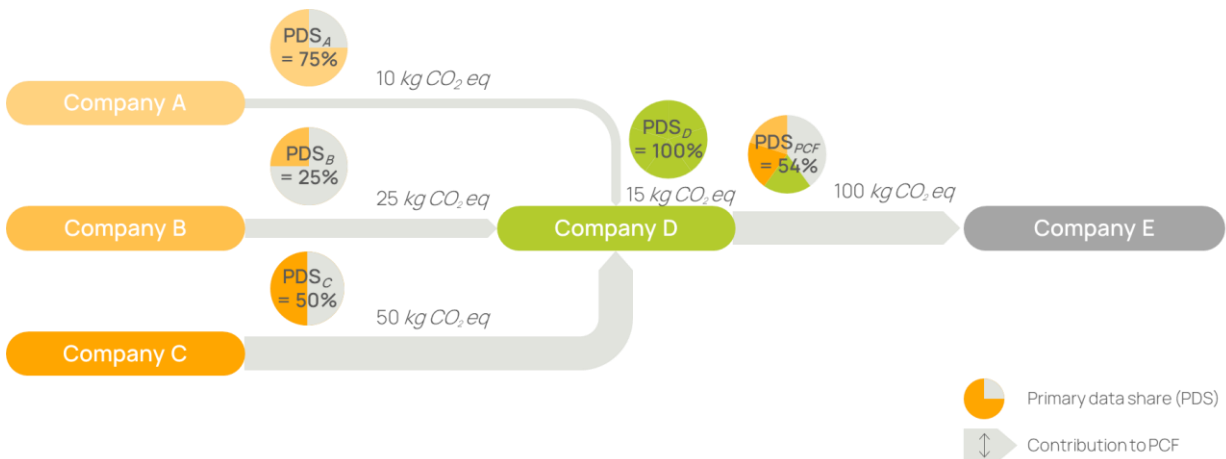 PDS_A
= 75%
10 kg CO₂ eq
Company A
PDS_D
= 100%
PDS_PCF
= 54%
PDS_B
= 25%
25 kg CO₂ eq
15 kg CO₂ eq
100 kg CO₂ eq
Company B
Company D
Company E
PDS_C
= 50%
50 kg CO₂ eq
Company C
Primary data share (PDS)
Contribution to PCF